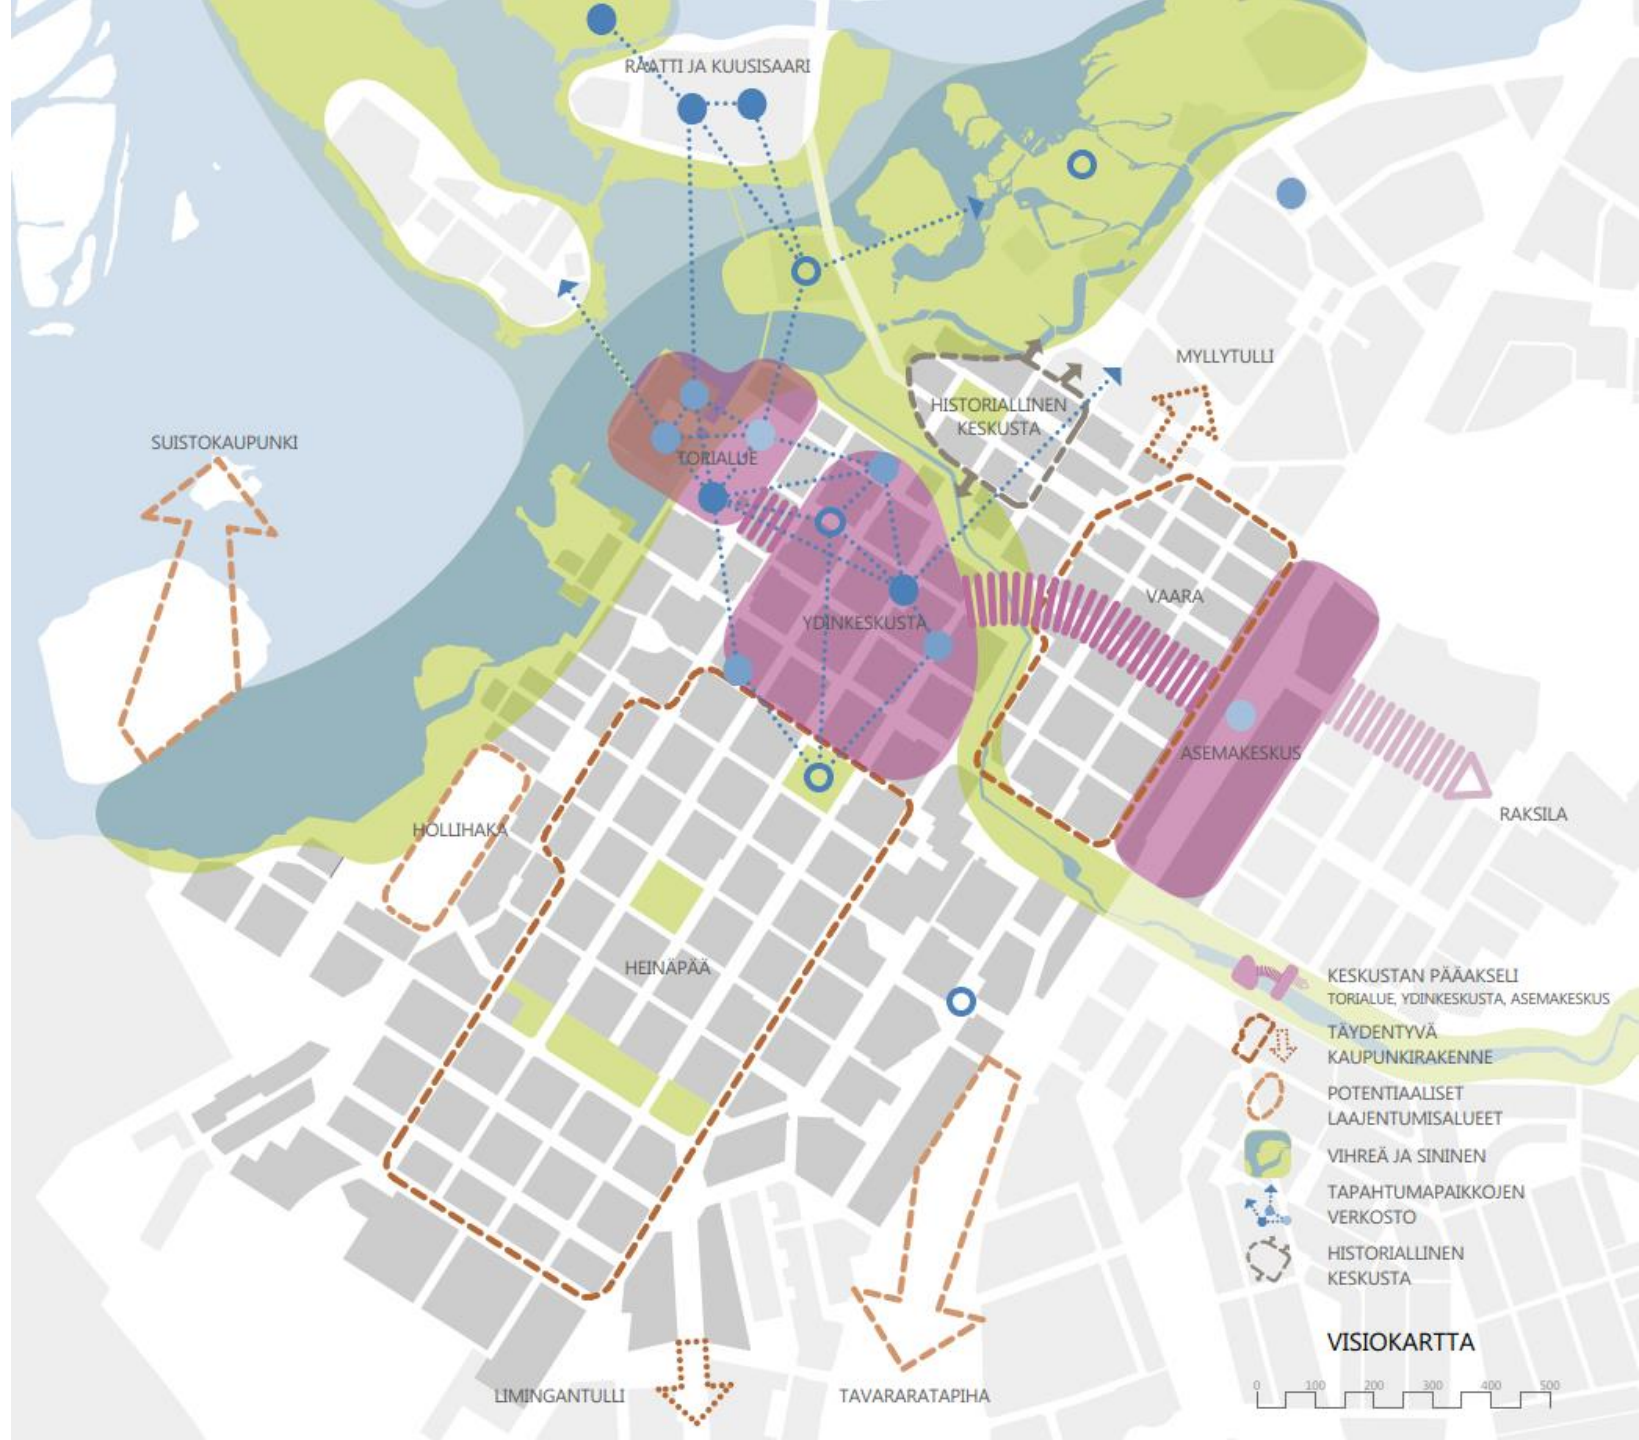 RAATTI JA KUUSISAARI
MYLLYTULLI
HISTORIALLINEN
KESKUSTA
SUISTOKAUPUNKI
TORIALUE
VAARA
YDINKESKUSTA
ASEMAKESKUS
RAKSILA
HOLLIHAKA
HEINÄPÄÄ
LIMINGANTULLI
TAVARARATAPIHA
KESKUSTAN PÄÄAKSELI
TORIALUE, YDINKESKUSTA, ASEMAKESKUS
TÄYDENTYVÄ
KAUPUNKIRAKENNE
POTENTIAALISET
LAAJENTUMISALUEET
VIHREÄ JA SININEN
TAPAHTUMAPAIKKOJEN
VERKOSTO
HISTORIALLINEN
KESKUSTA
VISIOKARTTA
0 100 200 300 400 500